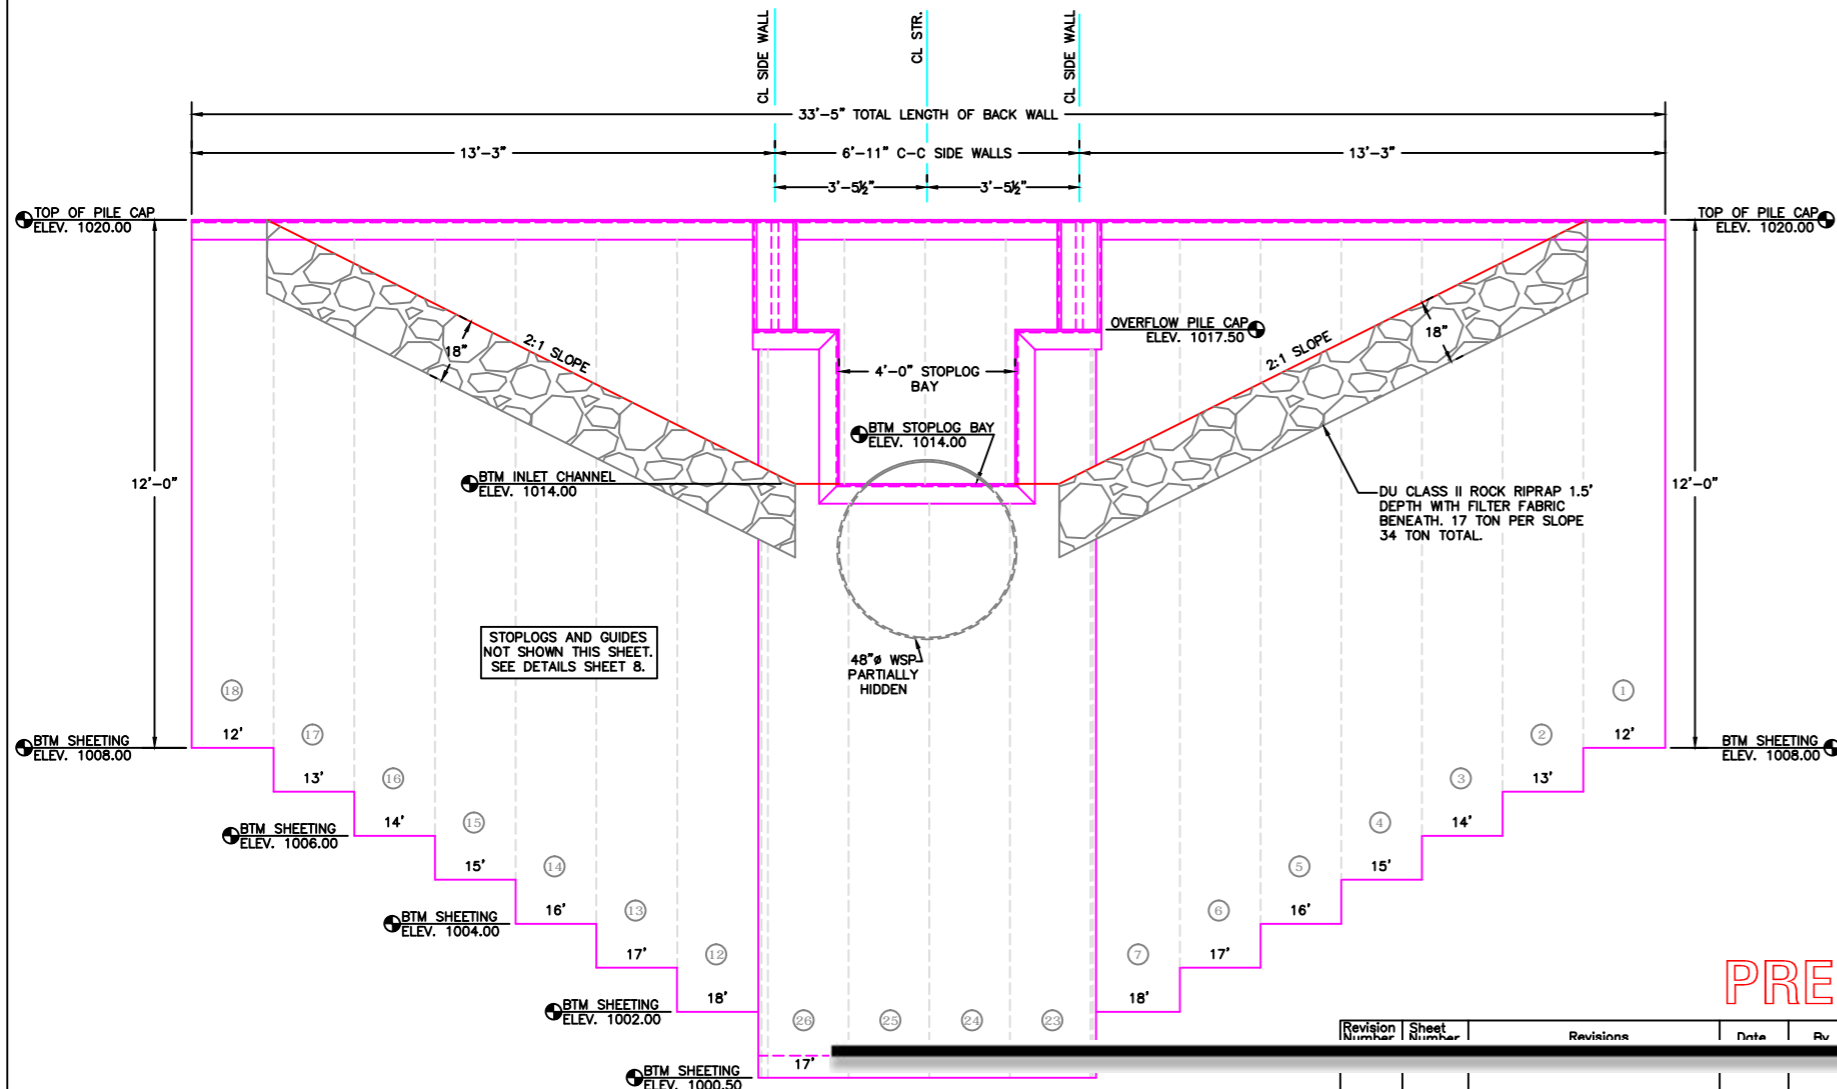 CL SIDE WALL
CL STR.
CL SIDE WALL
33'-5" TOTAL LENGTH OF BACK WALL
13'-3"
6'-11" C-C SIDE WALLS
13'-3"
3'-5½"
3'-5½"
TOP OF PILE CAP
ELEV. 1020.00
TOP OF PILE CAP
ELEV. 1020.00
OVERFLOW PILE CAP
ELEV. 1017.50
18"
2:1 SLOPE
2:1 SLOPE
18"
4'-0" STOPLOG
BAY
BTM STOPLOG BAY
ELEV. 1014.00
BTM INLET CHANNEL
ELEV. 1014.00
12'-0"
12'-0"
DU CLASS II ROCK RIPRAP 1.5'
DEPTH WITH FILTER FABRIC
BENEATH. 17 TON PER SLOPE
34 TON TOTAL.
STOPLOGS AND GUIDES
NOT SHOWN THIS SHEET.
SEE DETAILS SHEET 8.
48"ø WSP
PARTIALLY
HIDDEN
18
1
12'
17
2
12'
BTM SHEETING
ELEV. 1008.00
BTM SHEETING
ELEV. 1008.00
13'
16
3
13'
BTM SHEETING
ELEV. 1006.00
14'
15
4
14'
15'
14
5
15'
BTM SHEETING
ELEV. 1004.00
16'
13
6
16'
17'
12
7
17'
BTM SHEETING
ELEV. 1002.00
18'
18'
26
25
24
23
17'
BTM SHEETING
ELEV. 1000.50
PRE
Revision
Number
Sheet
Number
Revisions
Date
By